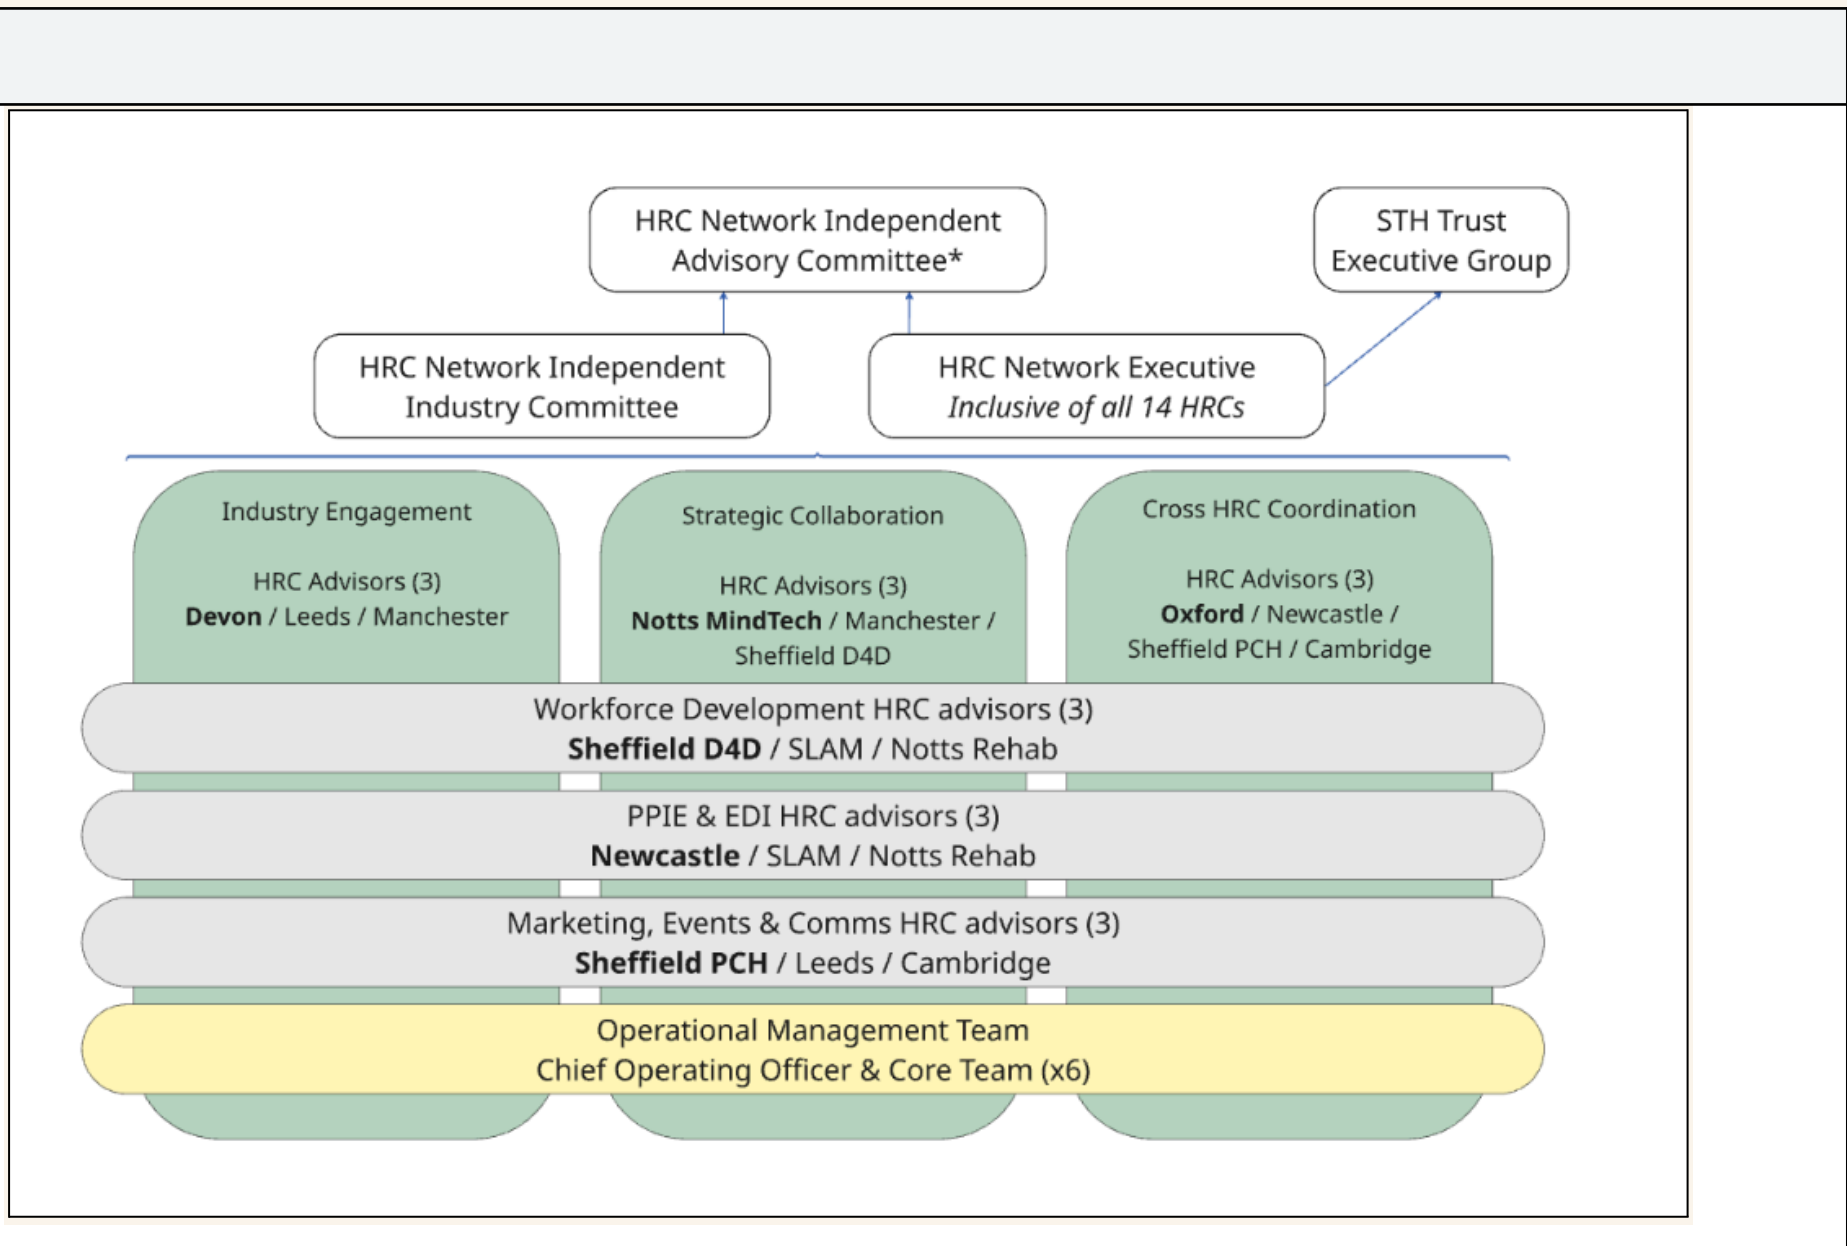 HRC Network Independent
Advisory Committee*
STH Trust
Executive Group
HRC Network Independent
Industry Committee
HRC Network Executive
Inclusive of all 14 HRCs
Industry Engagement
HRC Advisors (3)
Devon / Leeds / Manchester
Strategic Collaboration
HRC Advisors (3)
Notts MindTech / Manchester /
Sheffield D4D
Cross HRC Coordination
HRC Advisors (3)
Oxford / Newcastle /
Sheffield PCH / Cambridge
Workforce Development HRC advisors (3)
Sheffield D4D / SLAM / Notts Rehab
PPIE & EDI HRC advisors (3)
Newcastle / SLAM / Notts Rehab
Marketing, Events & Comms HRC advisors (3)
Sheffield PCH / Leeds / Cambridge
Operational Management Team
Chief Operating Officer & Core Team (x6)